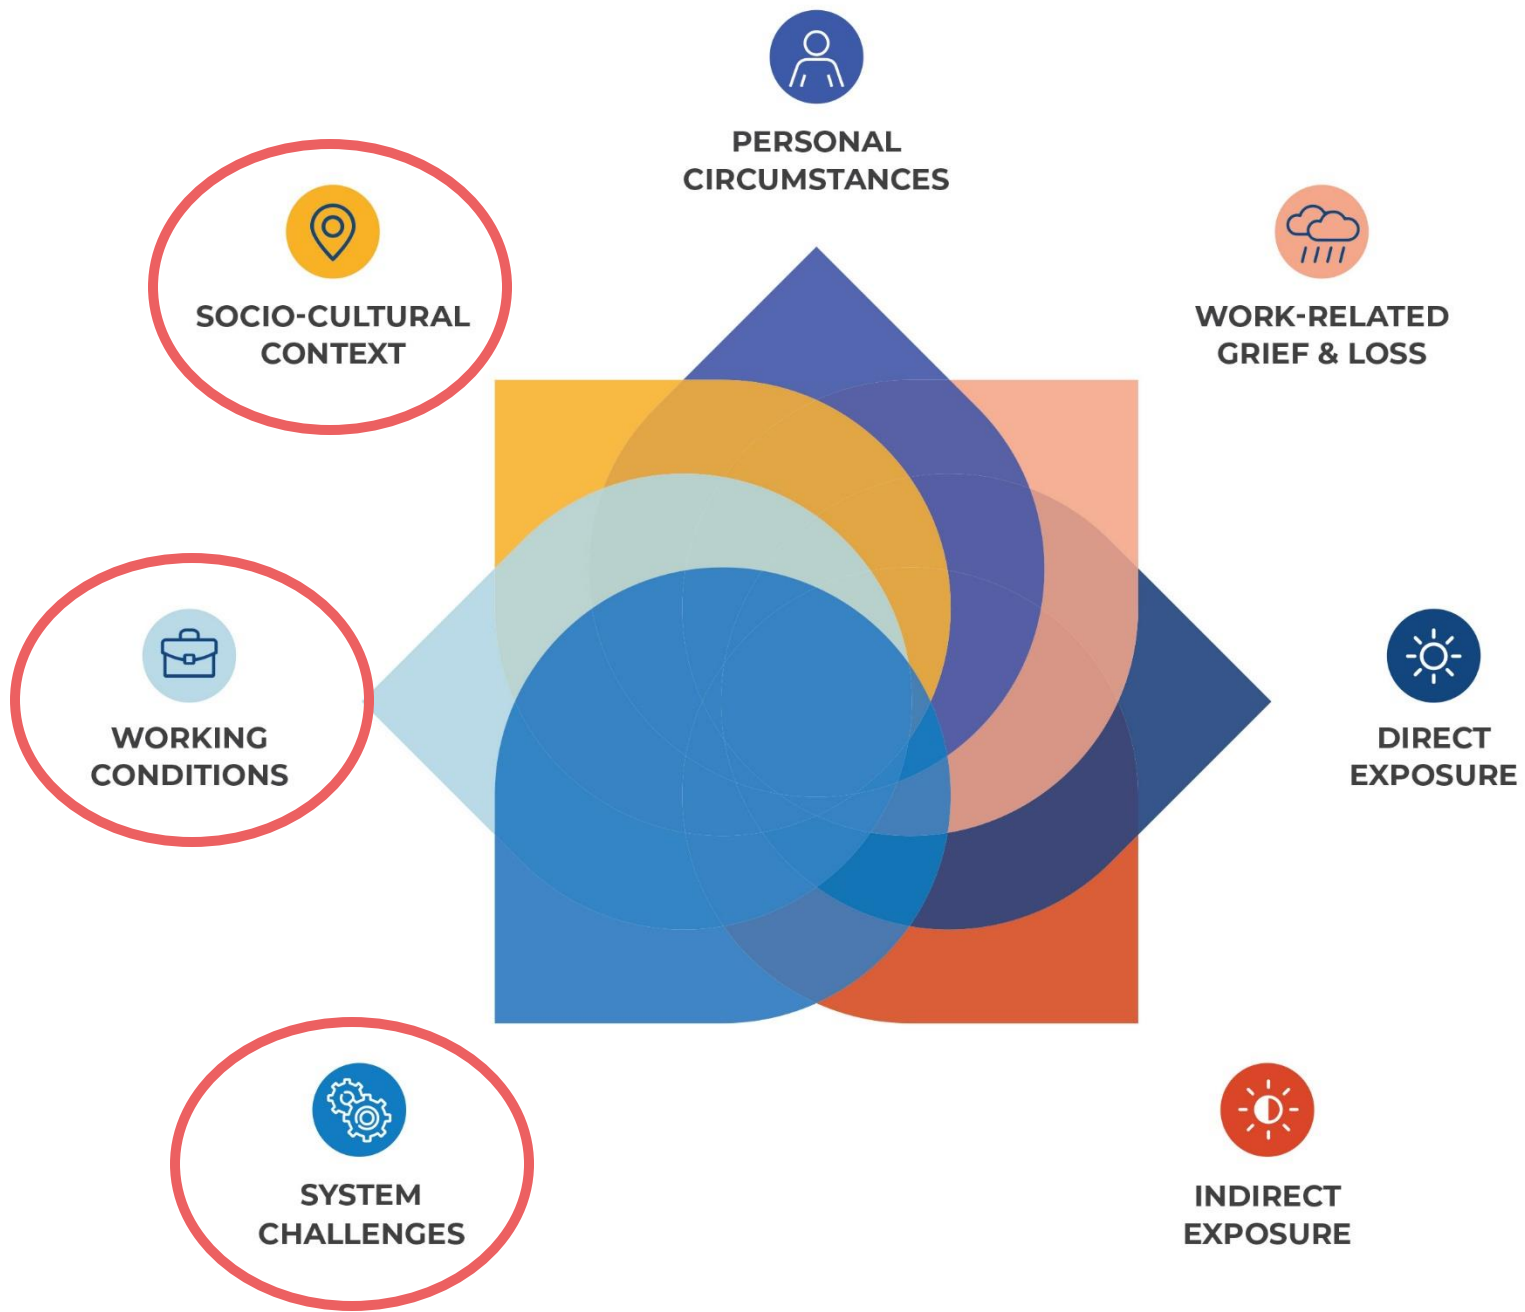 PERSONAL
CIRCUMSTANCES
SOCIO-CULTURAL
CONTEXT
WORK-RELATED
GRIEF & LOSS
WORKING
CONDITIONS
DIRECT
EXPOSURE
SYSTEM
CHALLENGES
INDIRECT
EXPOSURE